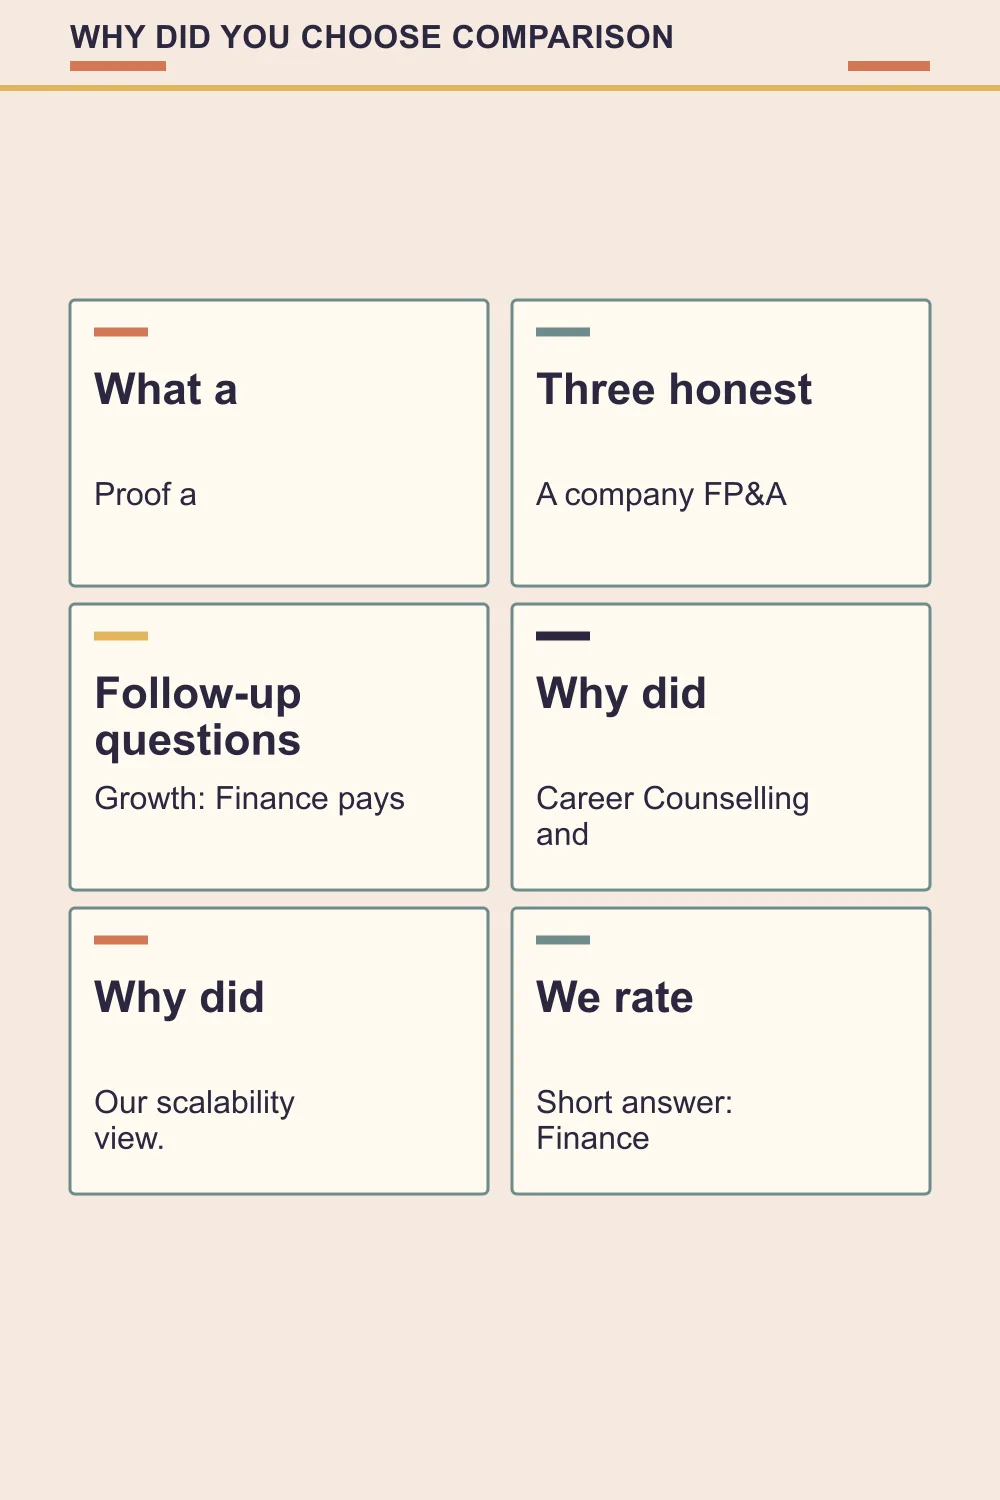 WHY DID YOU CHOOSE COMPARISON
What a
Proof a
Three honest
A company FP&A
Follow-up
questions
Growth: Finance pays
Why did
Career Counselling
and
Why did
Our scalability
view.
We rate
Short answer:
Finance